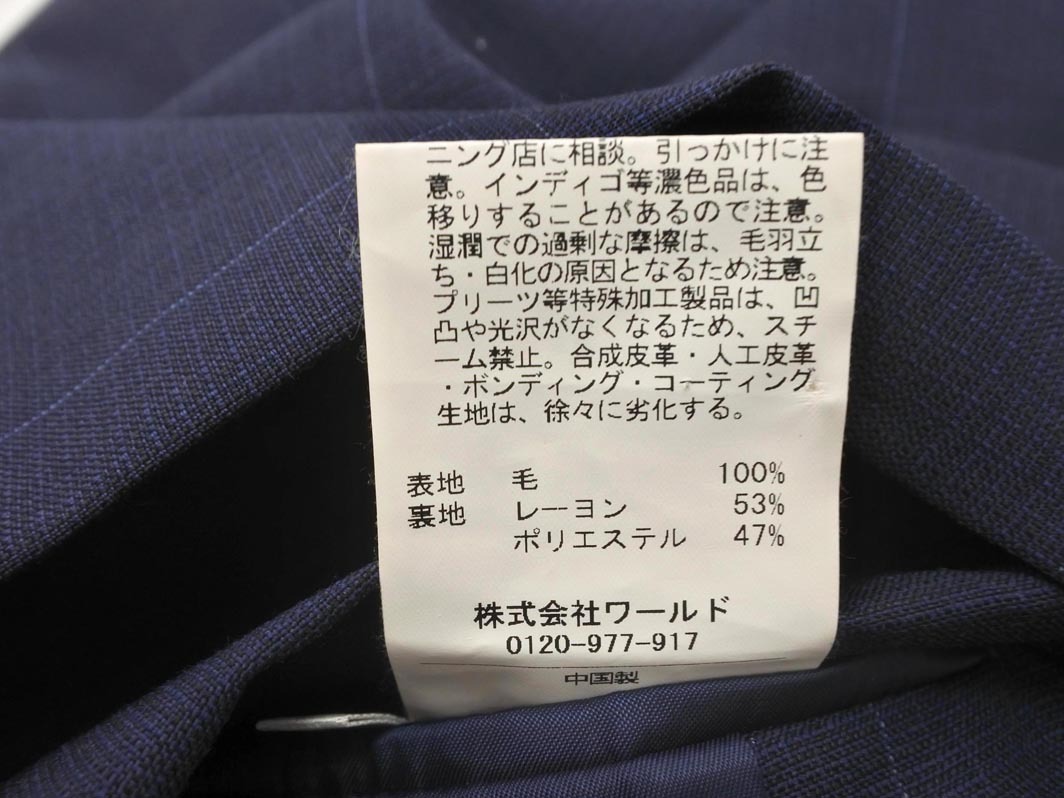 ニング店に相談。引っかけに注
意。インディゴ等濃色品は、色
移りすることがあるので注意。
湿潤での過剰な摩擦は、毛羽立
ち・白化の原因となるため注意。
プリーツ等特殊加工製品は、凹
凸や光沢がなくなるため、スチ
ーム禁止。合成皮革・人工皮革
・ボンディング・コーティング
生地は、徐々に劣化する。
表地 毛 100%
裏地 レーヨン 53%
ポリエステル 47%
株式会社ワールド
0120-977-917
中国製